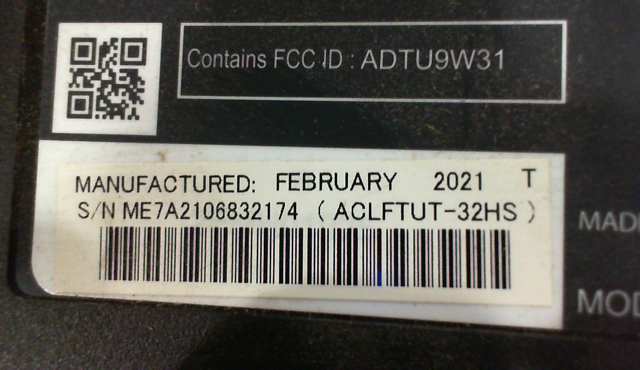 Contains FCC ID : ADTU9W31
MANUFACTURED: FEBRUARY 2021 T
S/N ME7A2106832174 ( ACLFTUT-32HS )